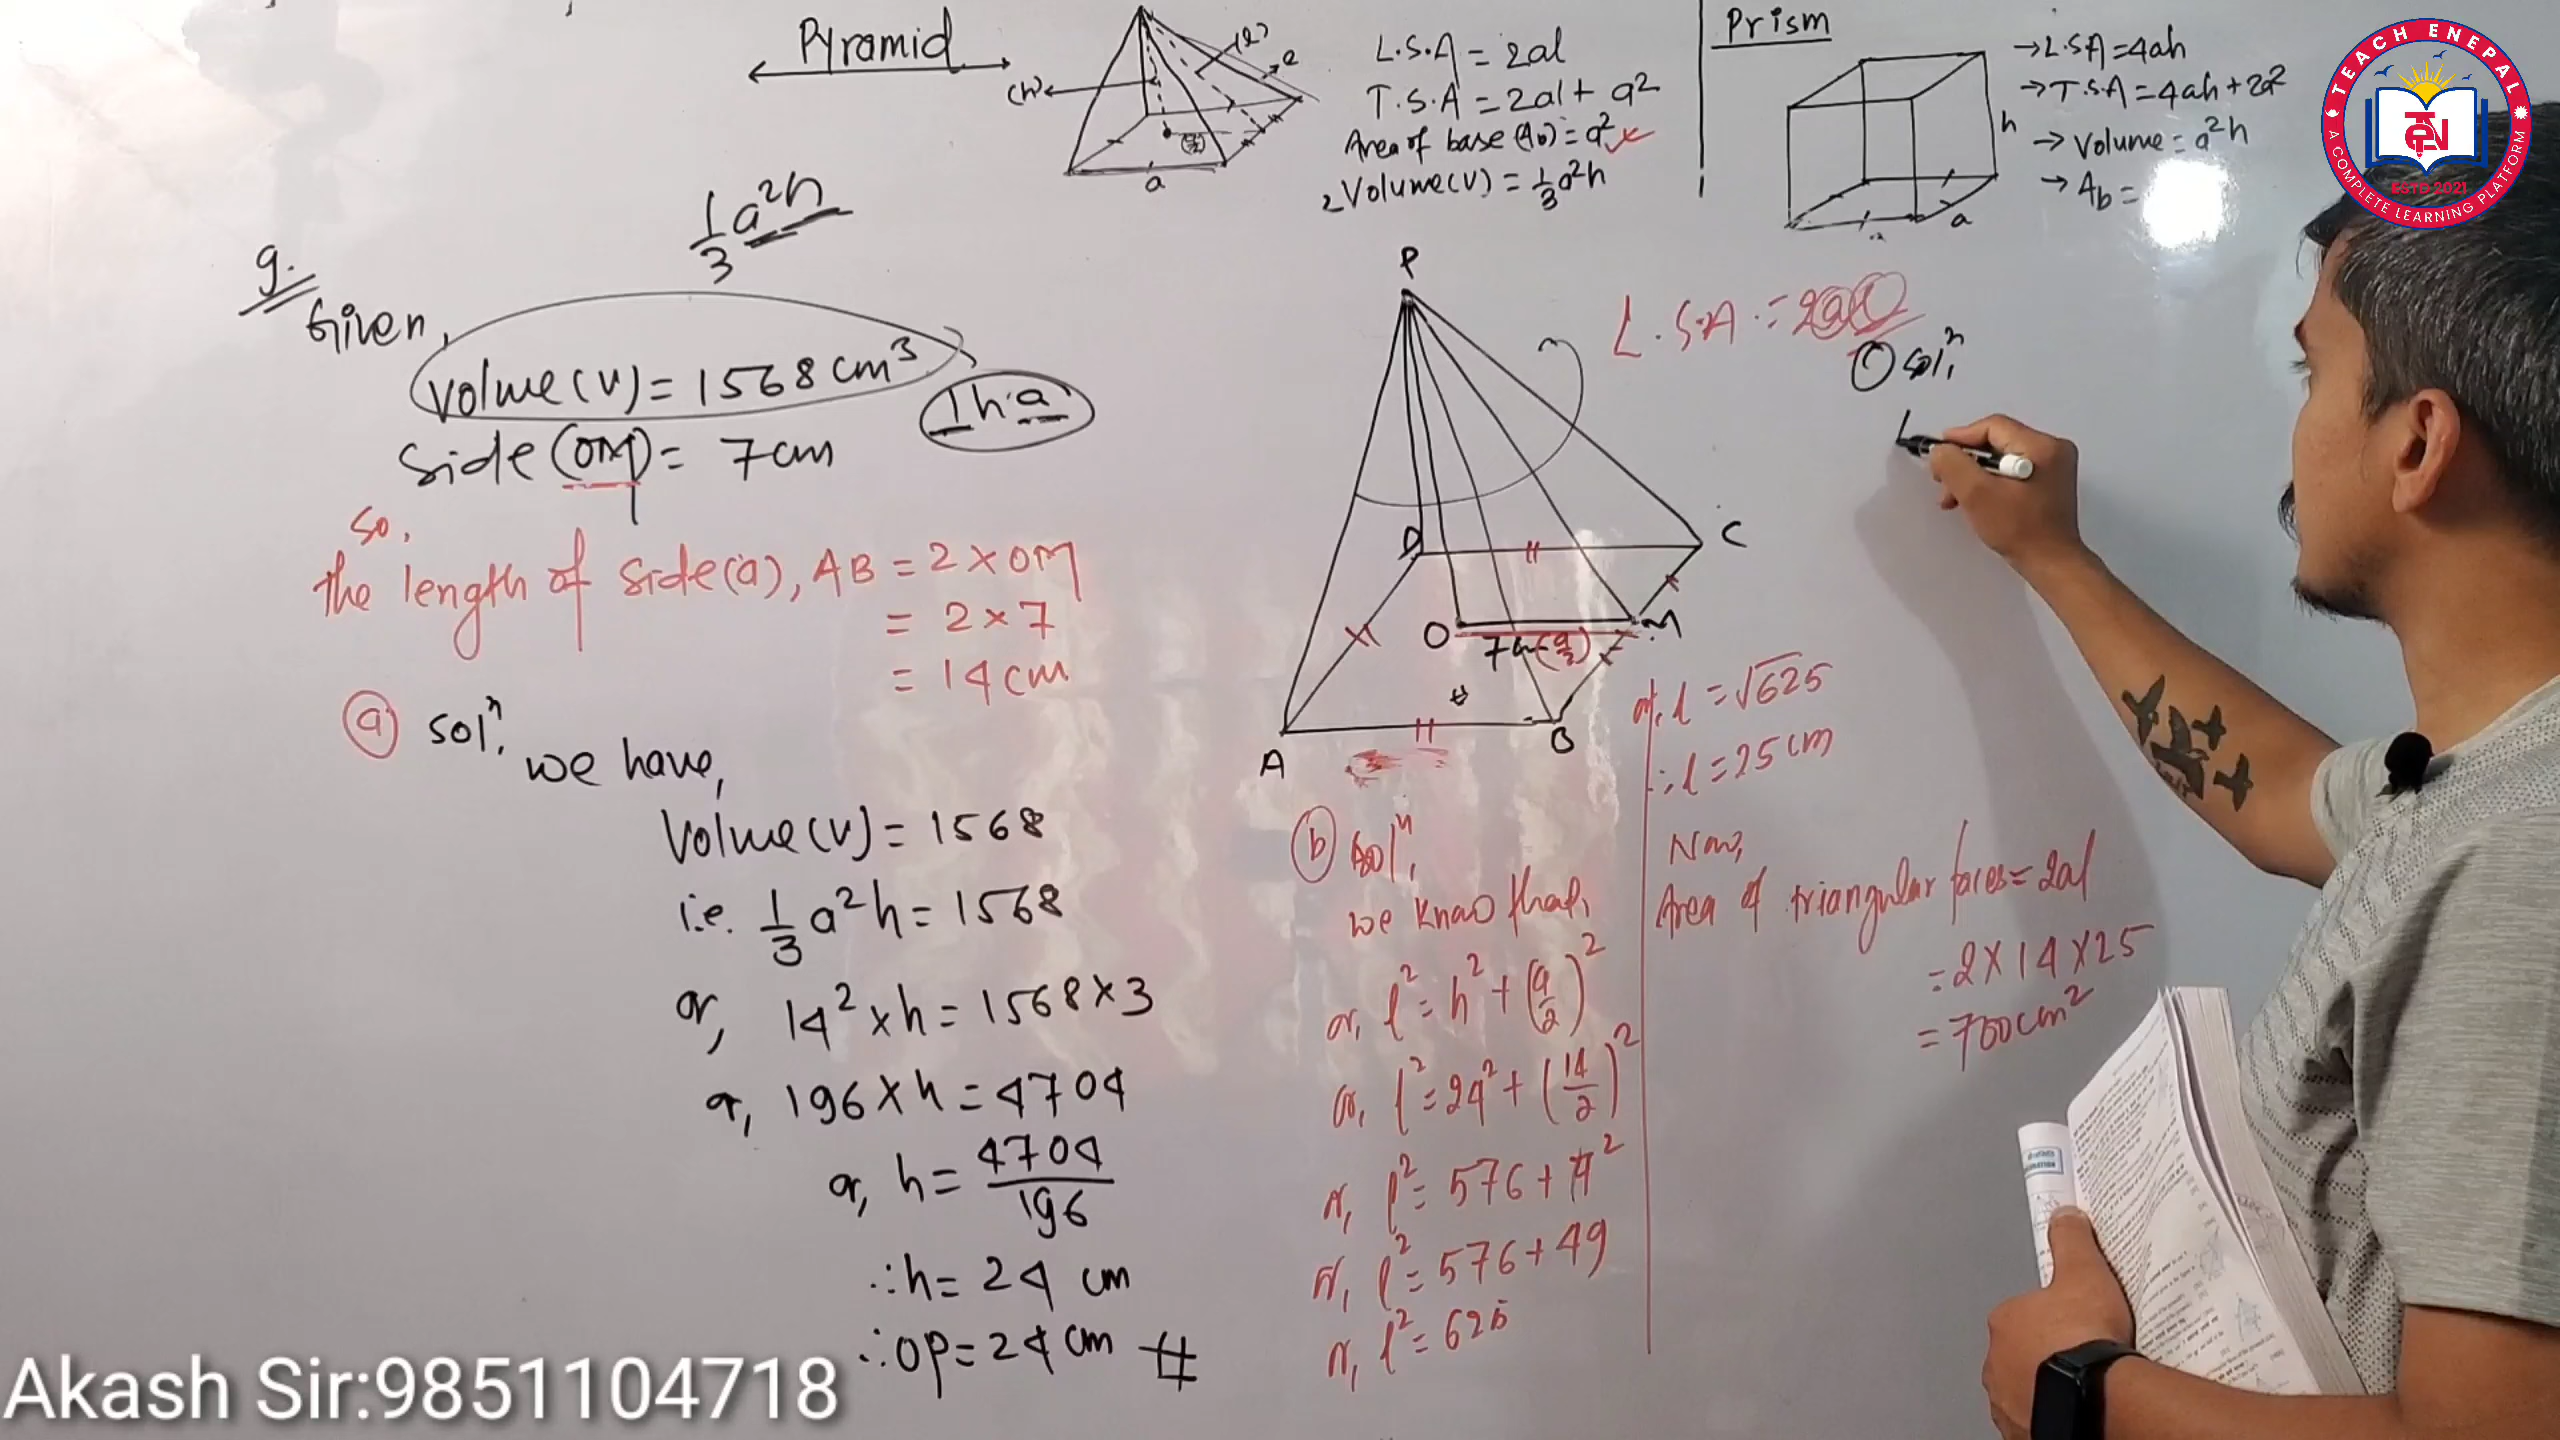 Pyramid
(h)
(l)
e
a
L.S.A = 2al
T.S.A = 2al + a²
Area of base (Ab) = a²
Volume(V) = 1/3 a²h
Prism
h
a
→ L.S.A = 4ah
→ T.S.A = 4ah + 2a²
→ Volume = a²h
→ Ab =
TEACH ENEPAL
TEN
ESTD 2021
A COMPLETE LEARNING PLATFORM
1/3 a²h
9.
Given,
Volme(V) = 1568 cm³
l h a
Side (OM) = 7cm
So,
the length of side(a), AB = 2 × OM
= 2 × 7
= 14 cm
(a) Solⁿ,
we have,
Volme(V) = 1568
i.e. 1/3 a² h = 1568
or, 14² × h = 1568 × 3
or, 196 × h = 4704
or, h = 4704/196
∴ h = 24 cm
∴ OP = 24 cm #
P
D
C
O
M
A
B
L.S.A = 2al
(b) Solⁿ,
we know that,
or, l² = h² + (a/2)²
or, l² = 24² + (14/2)²
or, l² = 576 + 7²
or, l² = 576 + 49
or, l² = 625
or, l = √625
∴ l = 25 cm
Now,
Area of triangular faces = 2al
= 2 × 14 × 25
= 700 cm²
solⁿ,
Akash Sir:9851104718